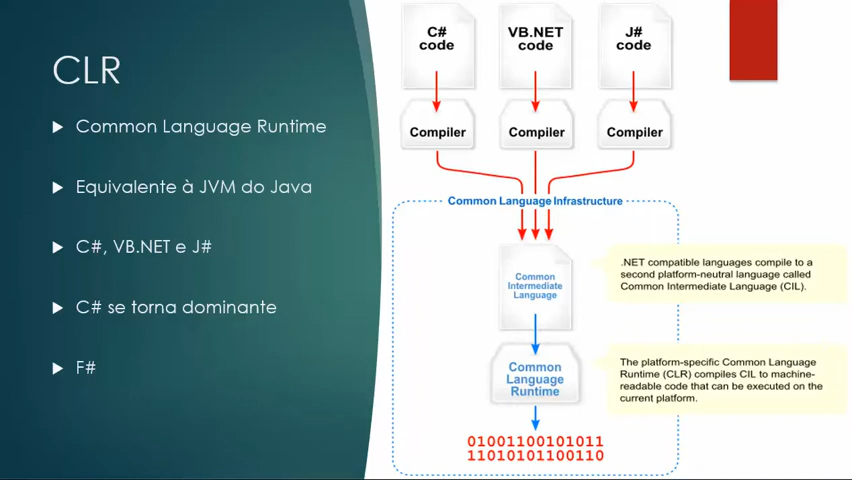 CLR
Common Language Runtime
Equivalente à JVM do Java
C#, VB.NET e J#
C# se torna dominante
F#
C#
code
VB.NET
code
J#
code
Compiler
Compiler
Compiler
Common Language Infrastructure
Common
Intermediate
Language
.NET compatible languages compile to a
second platform-neutral language called
Common Intermediate Language (CIL).
Common
Language
Runtime
The platform-specific Common Language
Runtime (CLR) compiles CIL to machine-
readable code that can be executed on the
current platform.
01001100101011
11010101100110